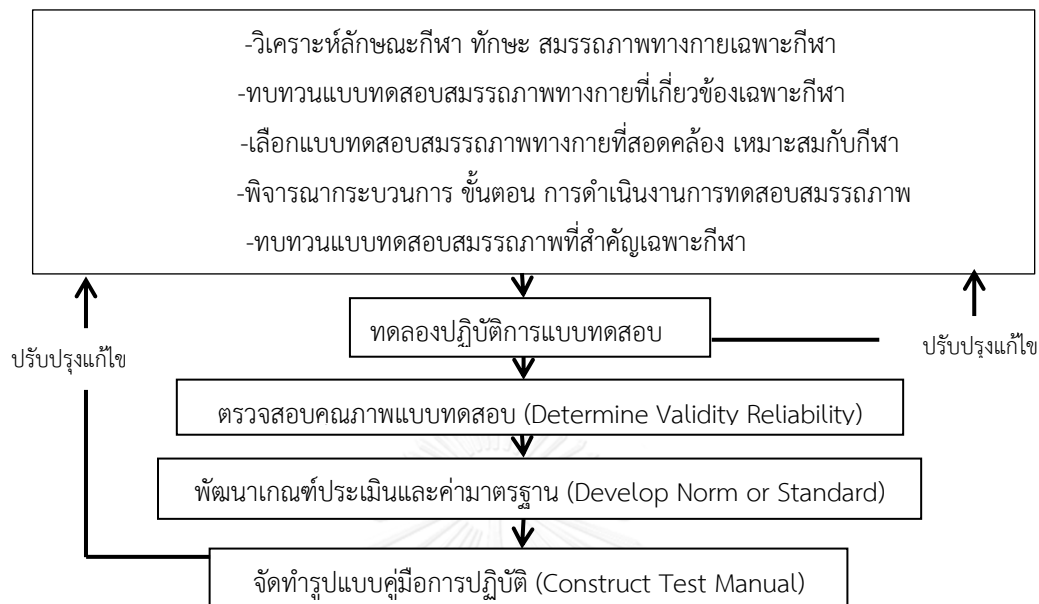 -วิเคราะห์ลักษณะกีฬา ทักษะ สมรรถภาพทางกายเฉพาะกีฬา
-ทบทวนแบบทดสอบสมรรถภาพทางกายที่เกี่ยวข้องเฉพาะกีฬา
-เลือกแบบทดสอบสมรรถภาพทางกายที่สอดคล้อง เหมาะสมกับกีฬา
-พิจารณากระบวนการ ขั้นตอน การดำเนินงานการทดสอบสมรรถภาพ
-ทบทวนแบบทดสอบสมรรถภาพที่สำคัญเฉพาะกีฬา
ทดลองปฏิบัติการแบบทดสอบ
ปรับปรุงแก้ไข
ปรับปรุงแก้ไข
ตรวจสอบคุณภาพแบบทดสอบ (Determine Validity Reliability)
พัฒนาเกณฑ์ประเมินและค่ามาตรฐาน (Develop Norm or Standard)
จัดทำรูปแบบคู่มือการปฏิบัติ (Construct Test Manual)